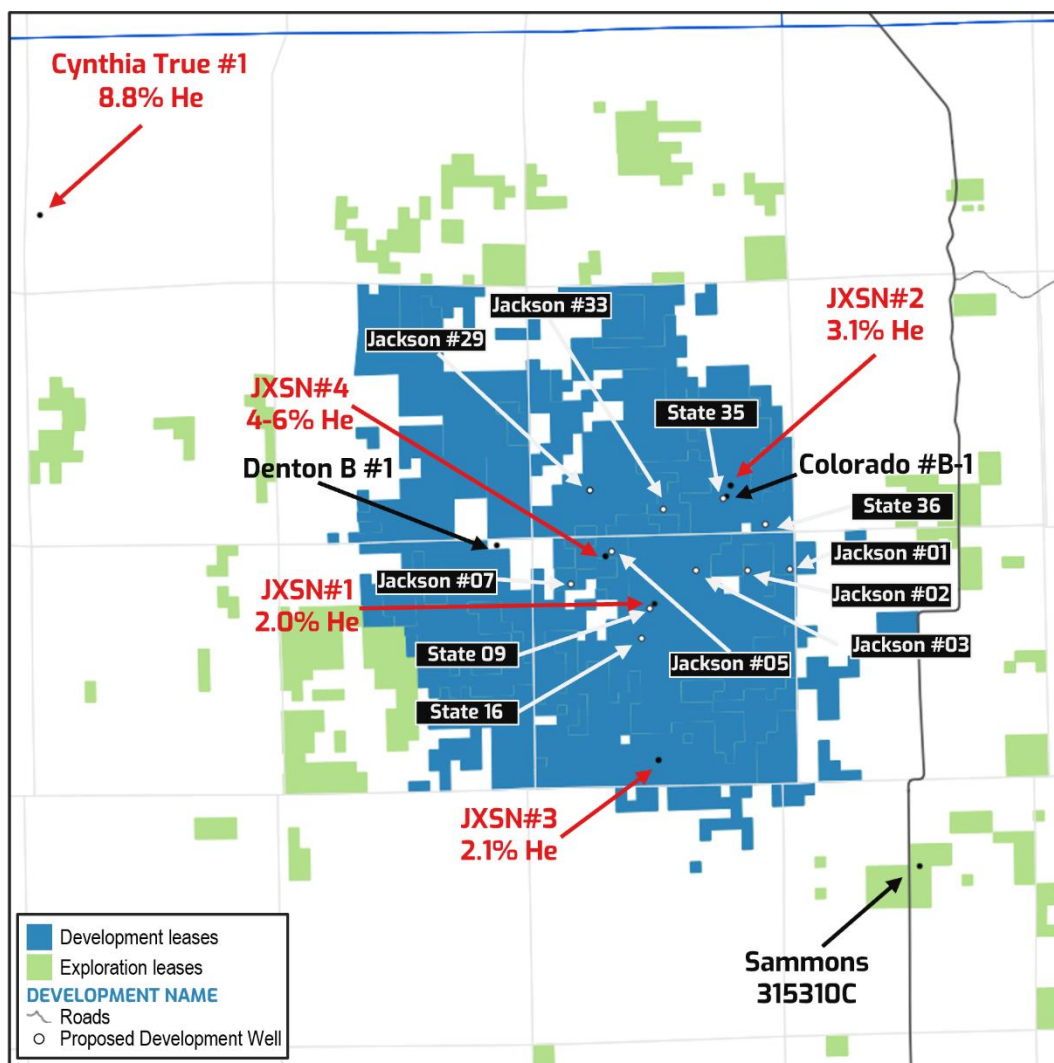 Cynthia True #1
8.8% He
Jackson #33
Jackson #29
JXSN#2
3.1% He
JXSN#4
4-6% He
State 35
Denton B #1
Colorado #B-1
State 36
Jackson #01
Jackson #07
Jackson #02
JXSN#1
2.0% He
State 09
Jackson #05
Jackson #03
State 16
JXSN#3
2.1% He
Sammons
315310C
Development leases
Exploration leases
DEVELOPMENT NAME
Roads
Proposed Development Well